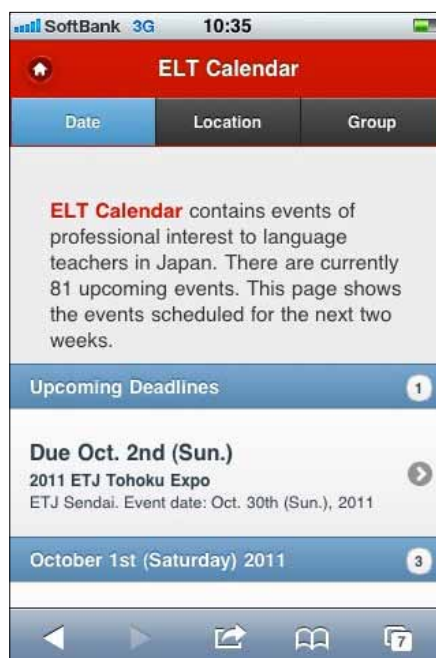 SoftBank 3G 10:35
ELT Calendar
Date Location Group
ELT Calendar contains events of
professional interest to language
teachers in Japan. There are currently
81 upcoming events. This page shows
the events scheduled for the next two
weeks.
Upcoming Deadlines 1
Due Oct. 2nd (Sun.)
2011 ETJ Tohoku Expo
ETJ Sendai. Event date: Oct. 30th (Sun.), 2011
October 1st (Saturday) 2011 3
7